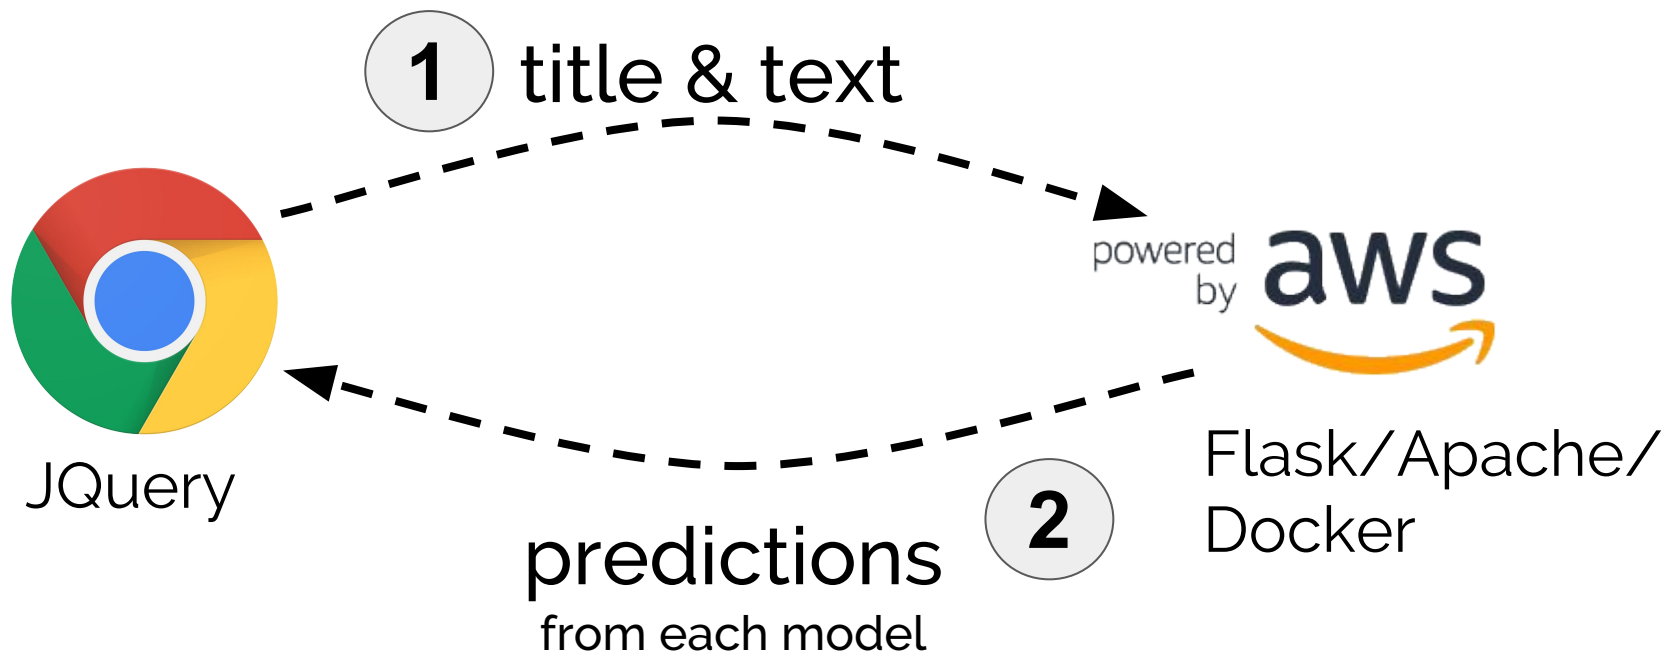 1
title & text
powered
by
aws
JQuery
Flask/Apache/
Docker
2
predictions
from each model